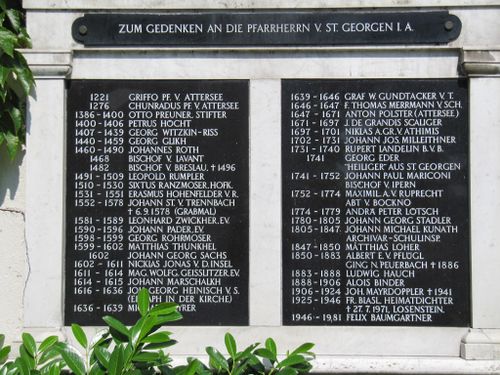 ZUM GEDENKEN AN DIE PFARRHERRN V. ST. GEORGEN I. A.
1221 GRIFFO PF. V. ATTERSEE
1276 CHUNRADUS PF. V. ATTERSEE
1386 - 1400 OTTO PREUNER, STIFTER
1400 - 1406 PETRUS HÖCHT
1407 - 1439 GEORG WITZKIN-RISS
1440 - 1459 GEORG GLIKH
1460 - 1490 JOHANNES ROTH
1468 BISCHOF V. LAVANT
1482 BISCHOF V. BRESLAU, † 1496
1491 - 1509 LEOPOLD RUMPLER
1510 - 1530 SIXTUS RANZMOSER, HOFK.
1531 - 1551 ERASMUS HOHENFELDER V. R.
1552 - 1578 JOHANN ST. V. TRENNBACH
† 6.9. 1578 (GRABMAL)
1581 - 1589 LEONHARD ZWICKHER, EV.
1590 - 1596 JOHANN PADER, EV.
1598 - 1599 GEORG ROHRMOSER
1599 - 1602 MATTHIAS THUNKHEL
1602 JOHANN GEORG SACHS
1602 - 1611 NICKIAS JONAS V. D. INSEL
1611 - 1614 MAG. WOLFG. GEISSLITZER, EV.
1614 - 1615 JOHANN MARSCHALKH
1616 - 1636 JOH. GEORG HEINISCH V. S.
(EPITAPH IN DER KIRCHE)
1636 - 1639
1639 - 1646 GRAF W. GUNDTACKER V. T.
1646 - 1647 F. THOMAS MERRMANN V. SCH.
1647 - 1671 ANTON POLSTER (ATTERSEE)
1671 - 1697 J. DE GRANDIS SCALIGER
1697 - 1701 NIKLAS A. GR. V. ATHIMIS
1702 - 1731 JOHANN JOS. MILLEITHNER
1731 - 1740 RUPERT LANDELIN B. V. B.
1741 GEORG EDER
"HEILIGER" AUS ST. GEORGEN
1741 - 1752 JOHANN PAUL MARICONI
BISCHOF V. IPERN
1752 - 1774 MAXIMIL. A. V. RUPRECHT
ABT V. BOCKNO
1774 - 1779 ANDRÄ PETER LOTSCH
1780 - 1805 JOHANN GEORG STADLER
1805 - 1847 JOHANN MICHAEL KUNATH
ARCHIVAR - SCHULINSP.
1847 - 1850 MATTHIAS LOHER
1850 - 1883 ALBERT E. V. PFLÜGL
GING N. PEUERBACH † 1886
1883 - 1888 LUDWIG HAUCH
1888 - 1906 ALOIS BINDER
1906 - 1924 JOH. MAYRDOPPLER † 1941
1925 - 1946 FR. BIASL, HEIMATDICHTER
† 27. 7. 1971, LOSENSTEIN.
1946 - 1981 FELIX BAUMGARTNER